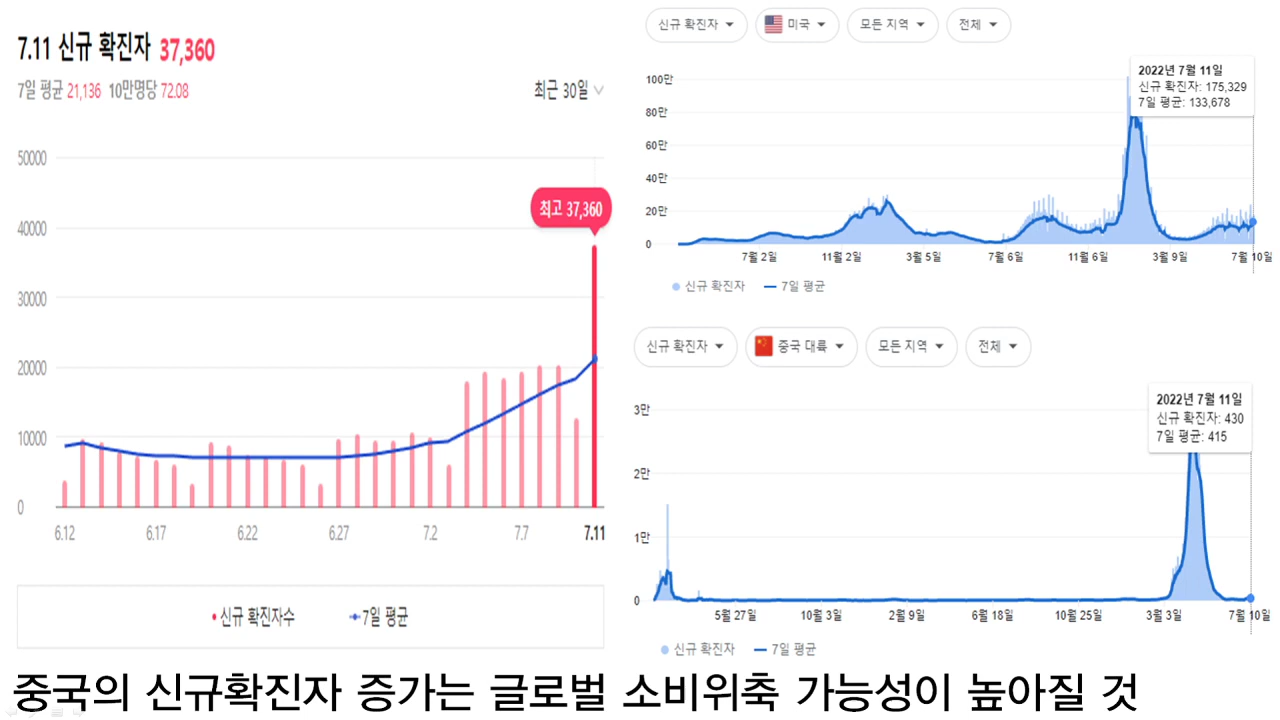 7.11 신규 확진자 37,360
7일 평균 21,136 10만명당 72.08
최근 30일
50000
40000
30000
20000
10000
0
최고 37,360
6.12 6.17 6.22 6.27 7.2 7.7 7.11
신규 확진자수 7일 평균
신규 확진자 미국 모든 지역 전체
2022년 7월 11일
신규 확진자: 175,329
7일 평균: 133,678
100만
80만
60만
40만
20만
0
7월 2일 11월 2일 3월 5일 7월 6일 11월 6일 3월 9일 7월 10일
신규 확진자 7일 평균
신규 확진자 중국 대륙 모든 지역 전체
2022년 7월 11일
신규 확진자: 430
7일 평균: 415
3만
2만
1만
0
5월 27일 10월 3일 2월 9일 6월 18일 10월 25일 3월 3일 7월 10일
신규 확진자 7일 평균
중국의 신규확진자 증가는 글로벌 소비위축 가능성이 높아질 것